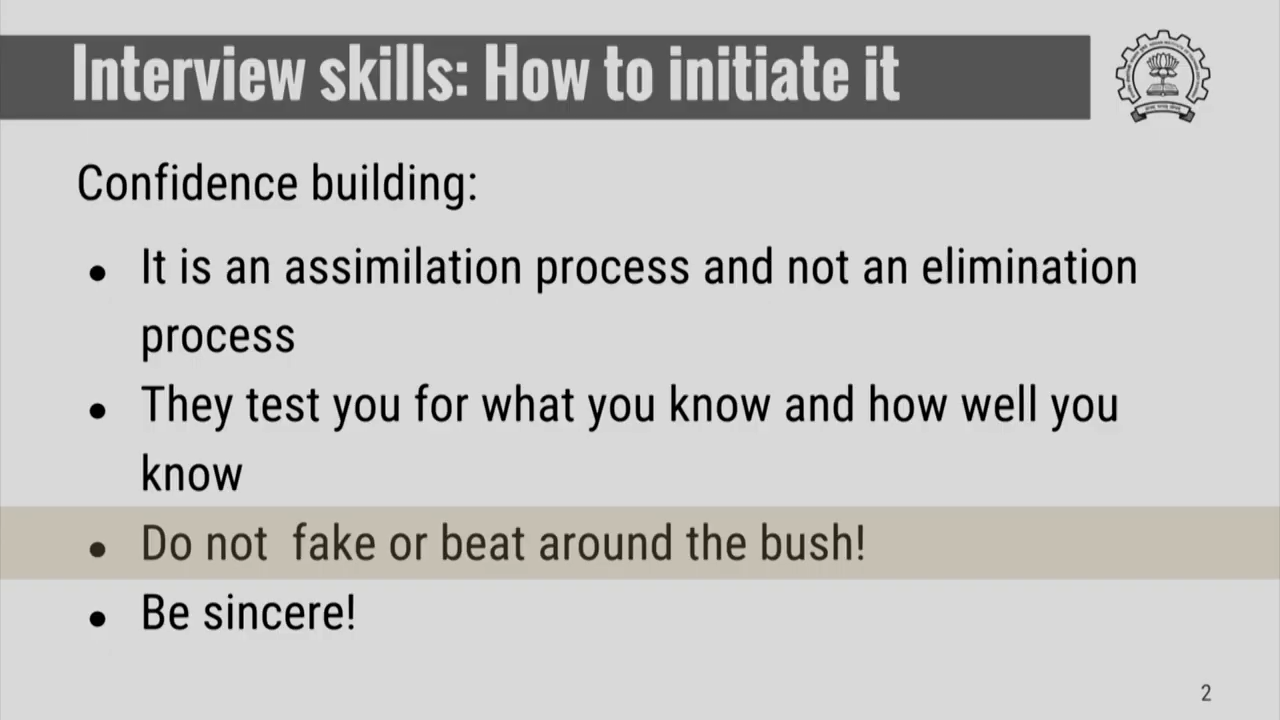 Interview skills: How to initiate it
Confidence building:
• It is an assimilation process and not an elimination
process
• They test you for what you know and how well you
know
• Do not  fake or beat around the bush!
• Be sincere!
2